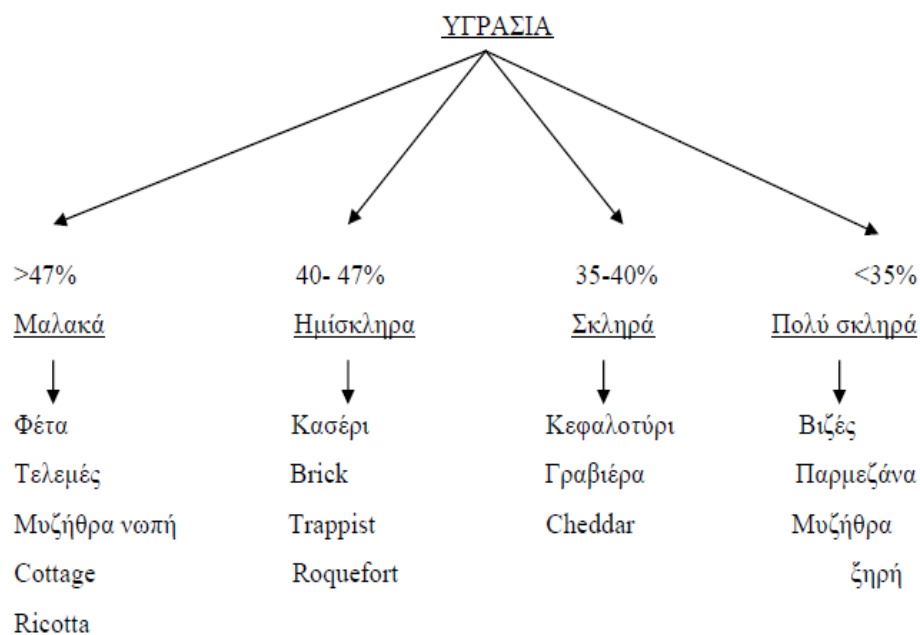 ΥΓΡΑΣΙΑ
>47%
40- 47%
35-40%
<35%
Μαλακά
Ημίσκληρα
Σκληρά
Πολύ σκληρά
Φέτα
Τελεμές
Μυζήθρα νωπή
Cottage
Ricotta
Κασέρι
Brick
Trappist
Roquefort
Κεφαλοτύρι
Γραβιέρα
Cheddar
Βιζές
Παρμεζάνα
Μυζήθρα
ξηρή